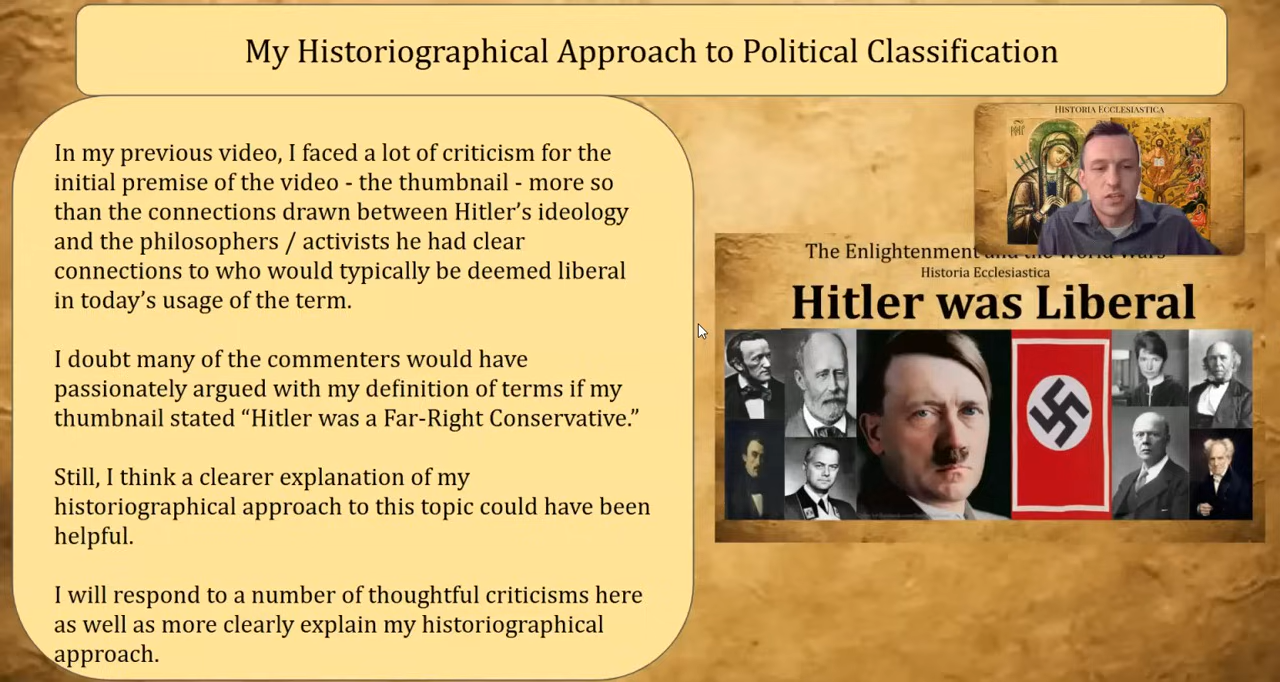 My Historiographical Approach to Political Classification
In my previous video, I faced a lot of criticism for the
initial premise of the video - the thumbnail - more so
than the connections drawn between Hitler's ideology
and the philosophers / activists he had clear
connections to who would typically be deemed liberal
in today's usage of the term.
I doubt many of the commenters would have
passionately argued with my definition of terms if my
thumbnail stated “Hitler was a Far-Right Conservative.”
Still, I think a clearer explanation of my
historiographical approach to this topic could have been
helpful.
I will respond to a number of thoughtful criticisms here
as well as more clearly explain my historiographical
approach.
HISTORIA ECCLESIASTICA
The Enlightenment and the World Wars
Historia Ecclesiastica
Hitler was Liberal